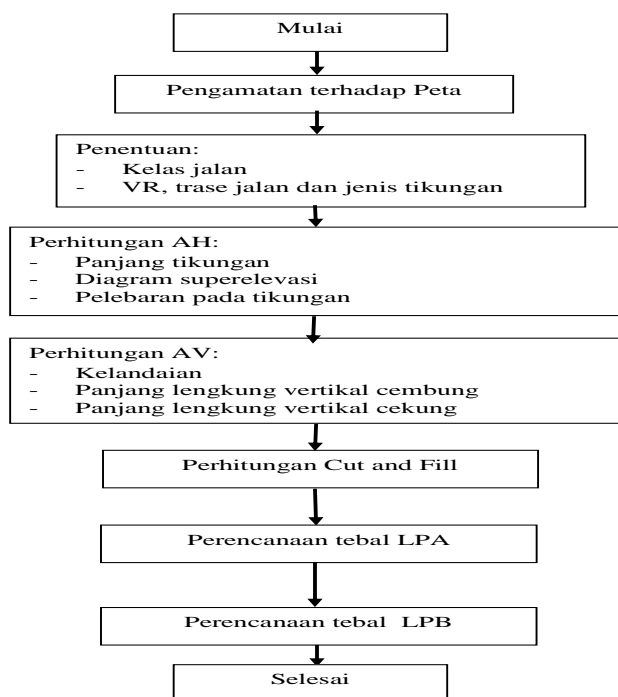 Mulai
Pengamatan terhadap Peta
Penentuan:
- Kelas jalan
- VR, trase jalan dan jenis tikungan
Perhitungan AH:
- Panjang tikungan
- Diagram superelevasi
- Pelebaran pada tikungan
Perhitungan AV:
- Kelandaian
- Panjang lengkung vertikal cembung
- Panjang lengkung vertikal cekung
Perhitungan Cut and Fill
Perencanaan tebal LPA
Perencanaan tebal LPB
Selesai